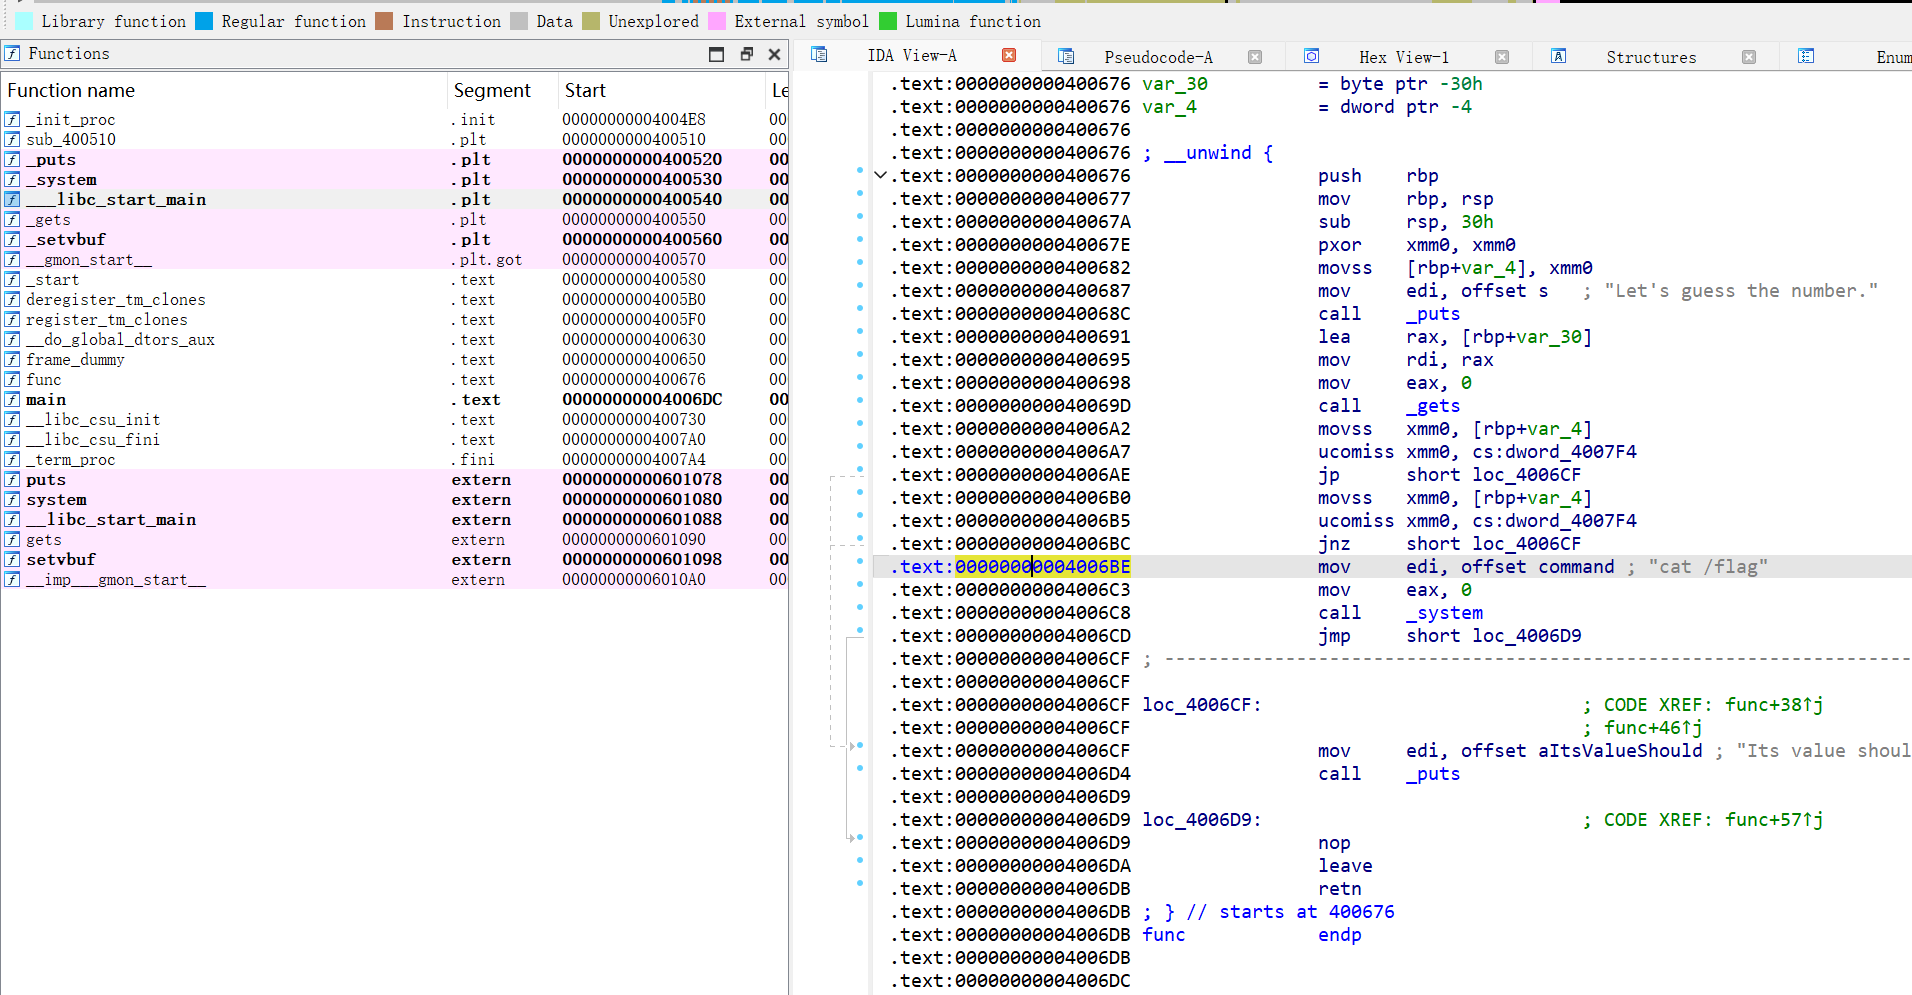 Library function Regular function Instruction Data Unexplored External symbol Lumina function
Functions
Function name Segment Start Le
_init_proc .init 00000000004004E8 00
sub_400510 .plt 0000000000400510 00
_puts .plt 0000000000400520 00
_system .plt 0000000000400530 00
___libc_start_main .plt 0000000000400540 00
_gets .plt 0000000000400550 00
_setvbuf .plt 0000000000400560 00
__gmon_start__ .plt.got 0000000000400570 00
_start .text 0000000000400580 00
deregister_tm_clones .text 00000000004005B0 00
register_tm_clones .text 00000000004005F0 00
__do_global_dtors_aux .text 0000000000400630 00
frame_dummy .text 0000000000400650 00
func .text 0000000000400676 00
main .text 00000000004006DC 00
__libc_csu_init .text 0000000000400730 00
__libc_csu_fini .text 00000000004007A0 00
_term_proc .fini 00000000004007A4 00
puts extern 0000000000601078 00
system extern 0000000000601080 00
__libc_start_main extern 0000000000601088 00
gets extern 0000000000601090 00
setvbuf extern 0000000000601098 00
__imp___gmon_start__ extern 00000000006010A0 00
IDA View-A Pseudocode-A Hex View-1 Structures Enum
.text:0000000000400676 var_30 = byte ptr -30h
.text:0000000000400676 var_4 = dword ptr -4
.text:0000000000400676
.text:0000000000400676 ; __unwind {
.text:0000000000400676 push rbp
.text:0000000000400677 mov rbp, rsp
.text:000000000040067A sub rsp, 30h
.text:000000000040067E pxor xmm0, xmm0
.text:0000000000400682 movss [rbp+var_4], xmm0
.text:0000000000400687 mov edi, offset s ; "Let's guess the number."
.text:000000000040068C call _puts
.text:0000000000400691 lea rax, [rbp+var_30]
.text:0000000000400695 mov rdi, rax
.text:0000000000400698 mov eax, 0
.text:000000000040069D call _gets
.text:00000000004006A2 movss xmm0, [rbp+var_4]
.text:00000000004006A7 ucomiss xmm0, cs:dword_4007F4
.text:00000000004006AE jp short loc_4006CF
.text:00000000004006B0 movss xmm0, [rbp+var_4]
.text:00000000004006B5 ucomiss xmm0, cs:dword_4007F4
.text:00000000004006BC jnz short loc_4006CF
.text:00000000004006BE mov edi, offset command ; "cat /flag"
.text:00000000004006C3 mov eax, 0
.text:00000000004006C8 call _system
.text:00000000004006CD jmp short loc_4006D9
.text:00000000004006CF ; ---------------------------------------------------------------------
.text:00000000004006CF
.text:00000000004006CF loc_4006CF: ; CODE XREF: func+38↑j
.text:00000000004006CF ; func+46↑j
.text:00000000004006CF mov edi, offset aItsValueShould ; "Its value shoul
.text:00000000004006D4 call _puts
.text:00000000004006D9
.text:00000000004006D9 loc_4006D9: ; CODE XREF: func+57↑j
.text:00000000004006D9 nop
.text:00000000004006DA leave
.text:00000000004006DB retn
.text:00000000004006DB ; } // starts at 400676
.text:00000000004006DB func endp
.text:00000000004006DB
.text:00000000004006DC